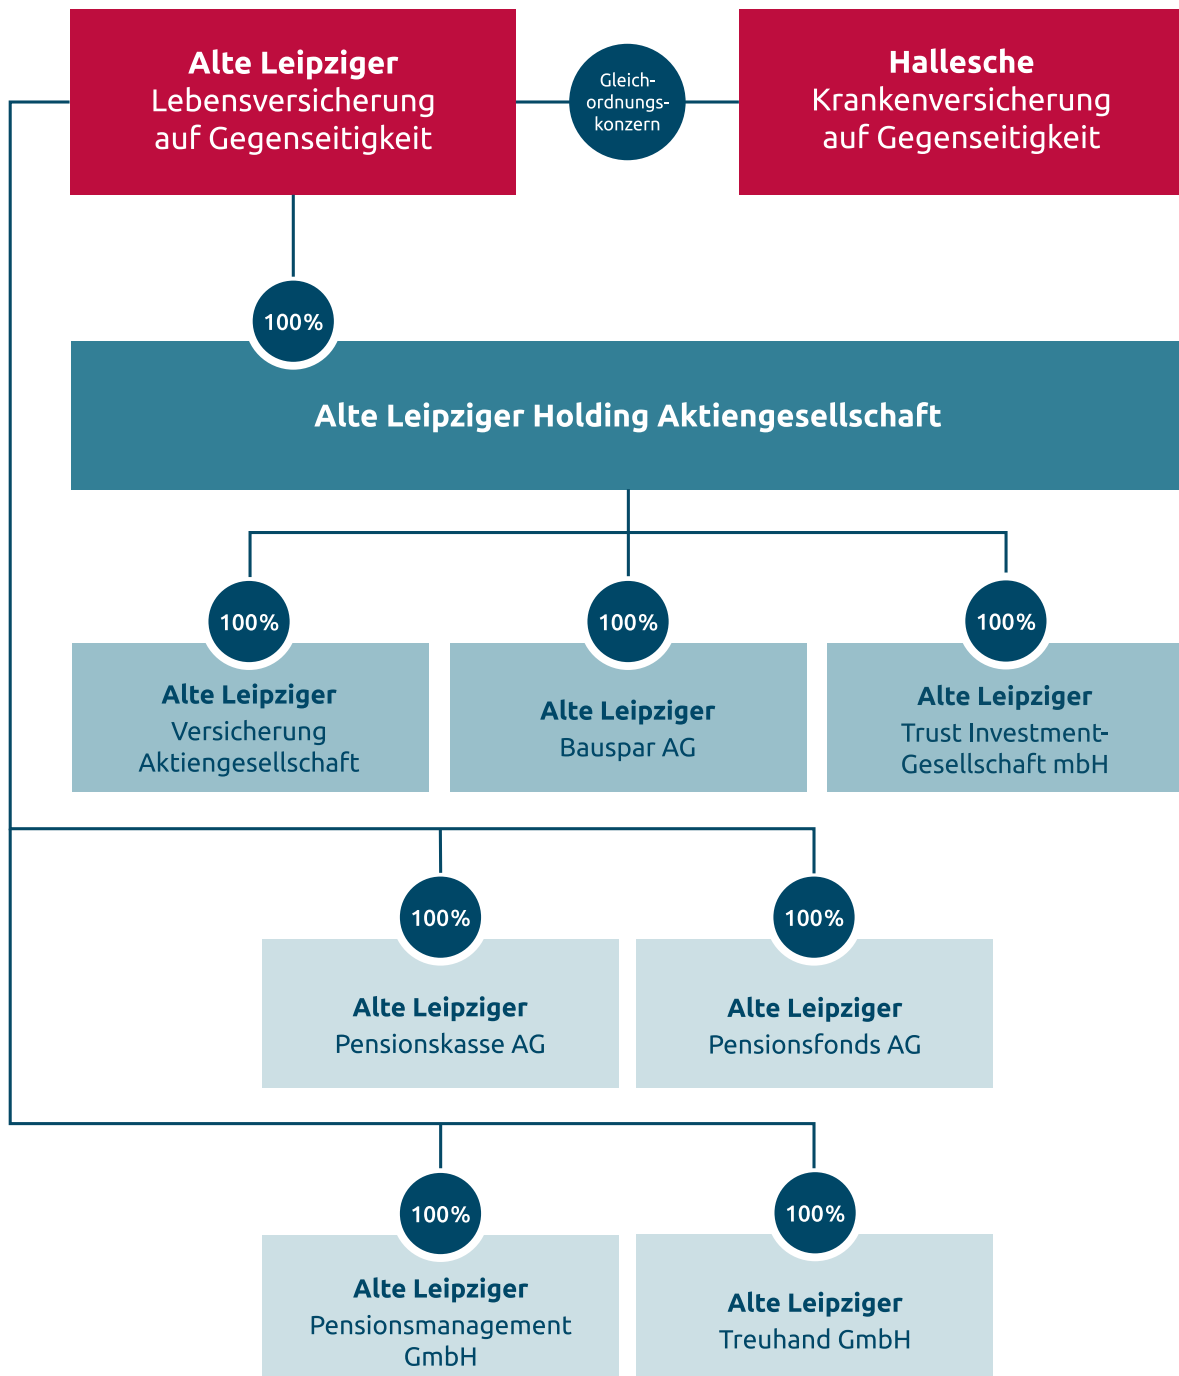 Alte Leipziger
Lebensversicherung
auf Gegenseitigkeit
Gleich-
ordnungs-
konzern
Hallesche
Krankenversicherung
auf Gegenseitigkeit
100%
Alte Leipziger Holding Aktiengesellschaft
100%
100%
100%
Alte Leipziger
Versicherung
Aktiengesellschaft
Alte Leipziger
Bauspar AG
Alte Leipziger
Trust Investment-
Gesellschaft mbH
100%
100%
Alte Leipziger
Pensionskasse AG
Alte Leipziger
Pensionsfonds AG
100%
100%
Alte Leipziger
Pensionsmanagement
GmbH
Alte Leipziger
Treuhand GmbH